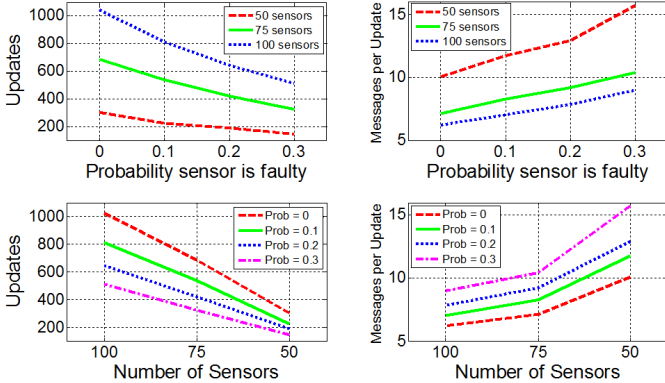 Updates
1000
800
600
400
200
50 sensors
75 sensors
100 sensors
0
0.1
0.2
0.3
Probability sensor is faulty
Messages per Update
15
10
5
50 sensors
75 sensors
100 sensors
0
0.1
0.2
0.3
Probability sensor is faulty
Updates
1000
800
600
400
200
Prob = 0
Prob = 0.1
Prob = 0.2
Prob = 0.3
100
75
50
Number of Sensors
Messages per Update
15
10
5
Prob = 0
Prob = 0.1
Prob = 0.2
Prob = 0.3
100
75
50
Number of Sensors